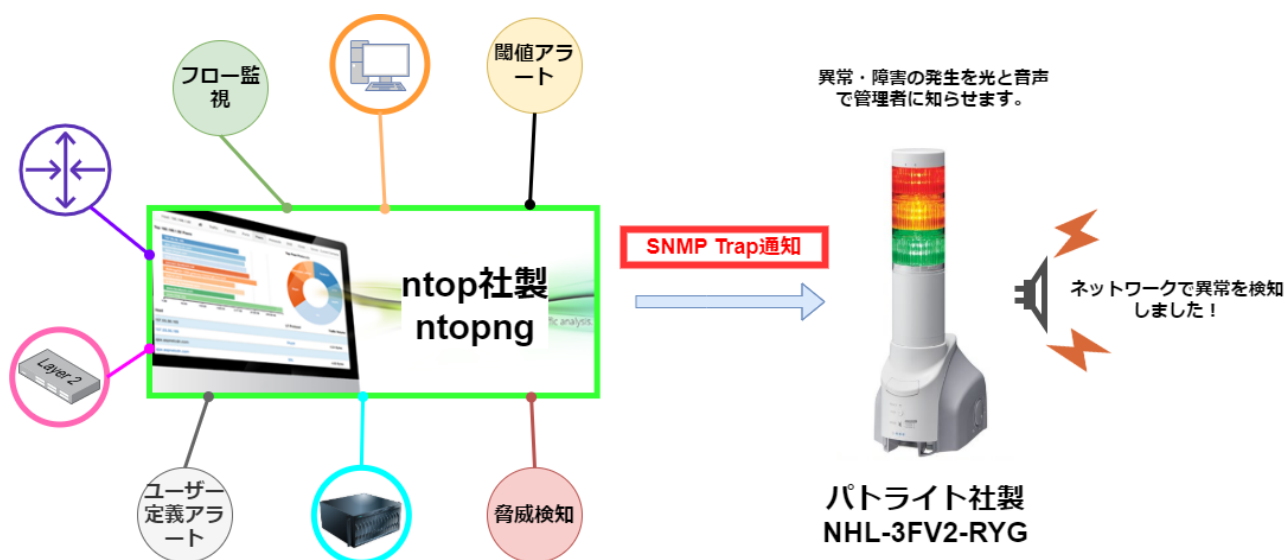 フロー監
視
閾値アラ
ート
異常・障害の発生を光と音声
で管理者に知らせます。
ntop社製
ntopng
fic analysis.
SNMP Trap通知
ネットワークで異常を検知
しました！
Layer 2
ユーザー
定義アラ
ート
脅威検知
パトライト社製
NHL-3FV2-RYG